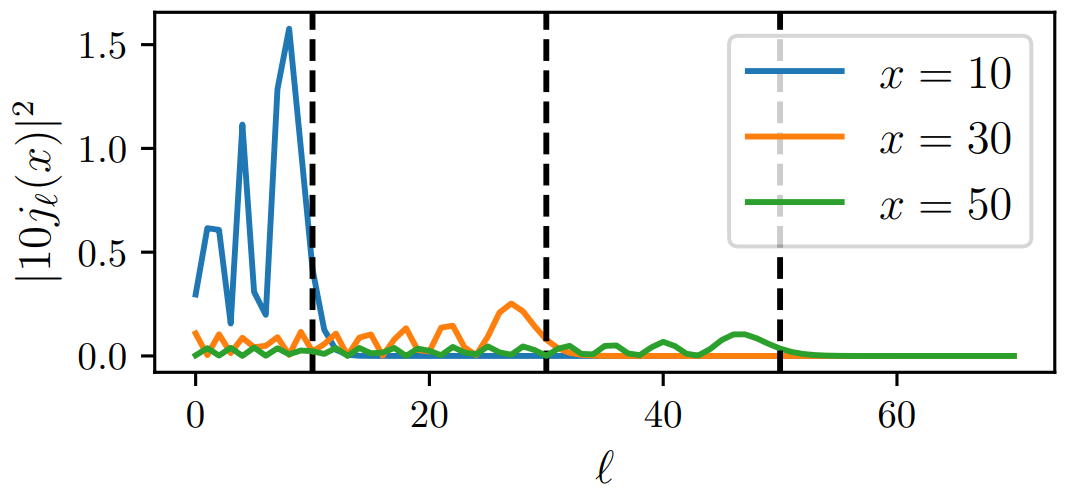 |10j_ℓ(x)|²
1.5
1.0
0.5
0.0
0 20 40 60
ℓ
x = 10
x = 30
x = 50